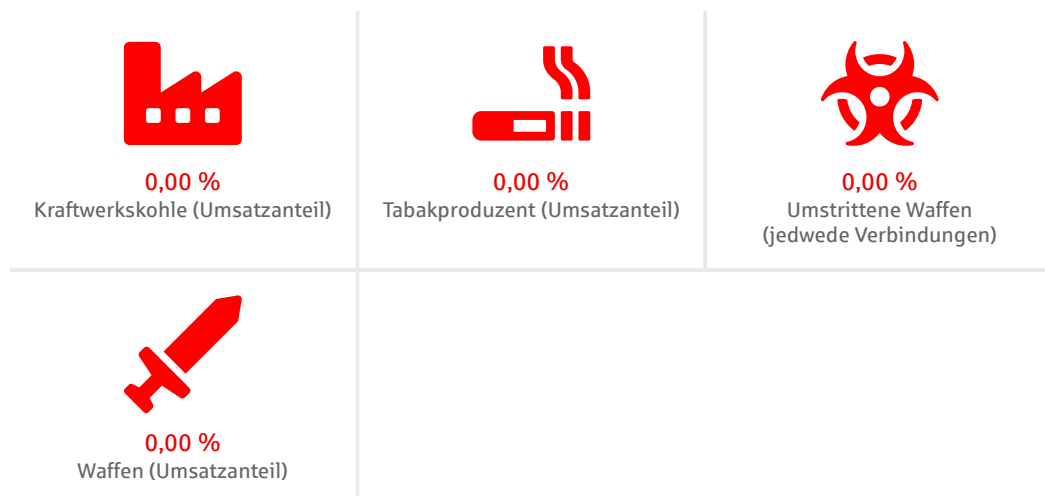 0,00 %
Kraftwerkskohle (Umsatzanteil)
0,00 %
Tabakproduzent (Umsatzanteil)
0,00 %
Umstrittene Waffen
(jedwede Verbindungen)
0,00 %
Waffen (Umsatzanteil)